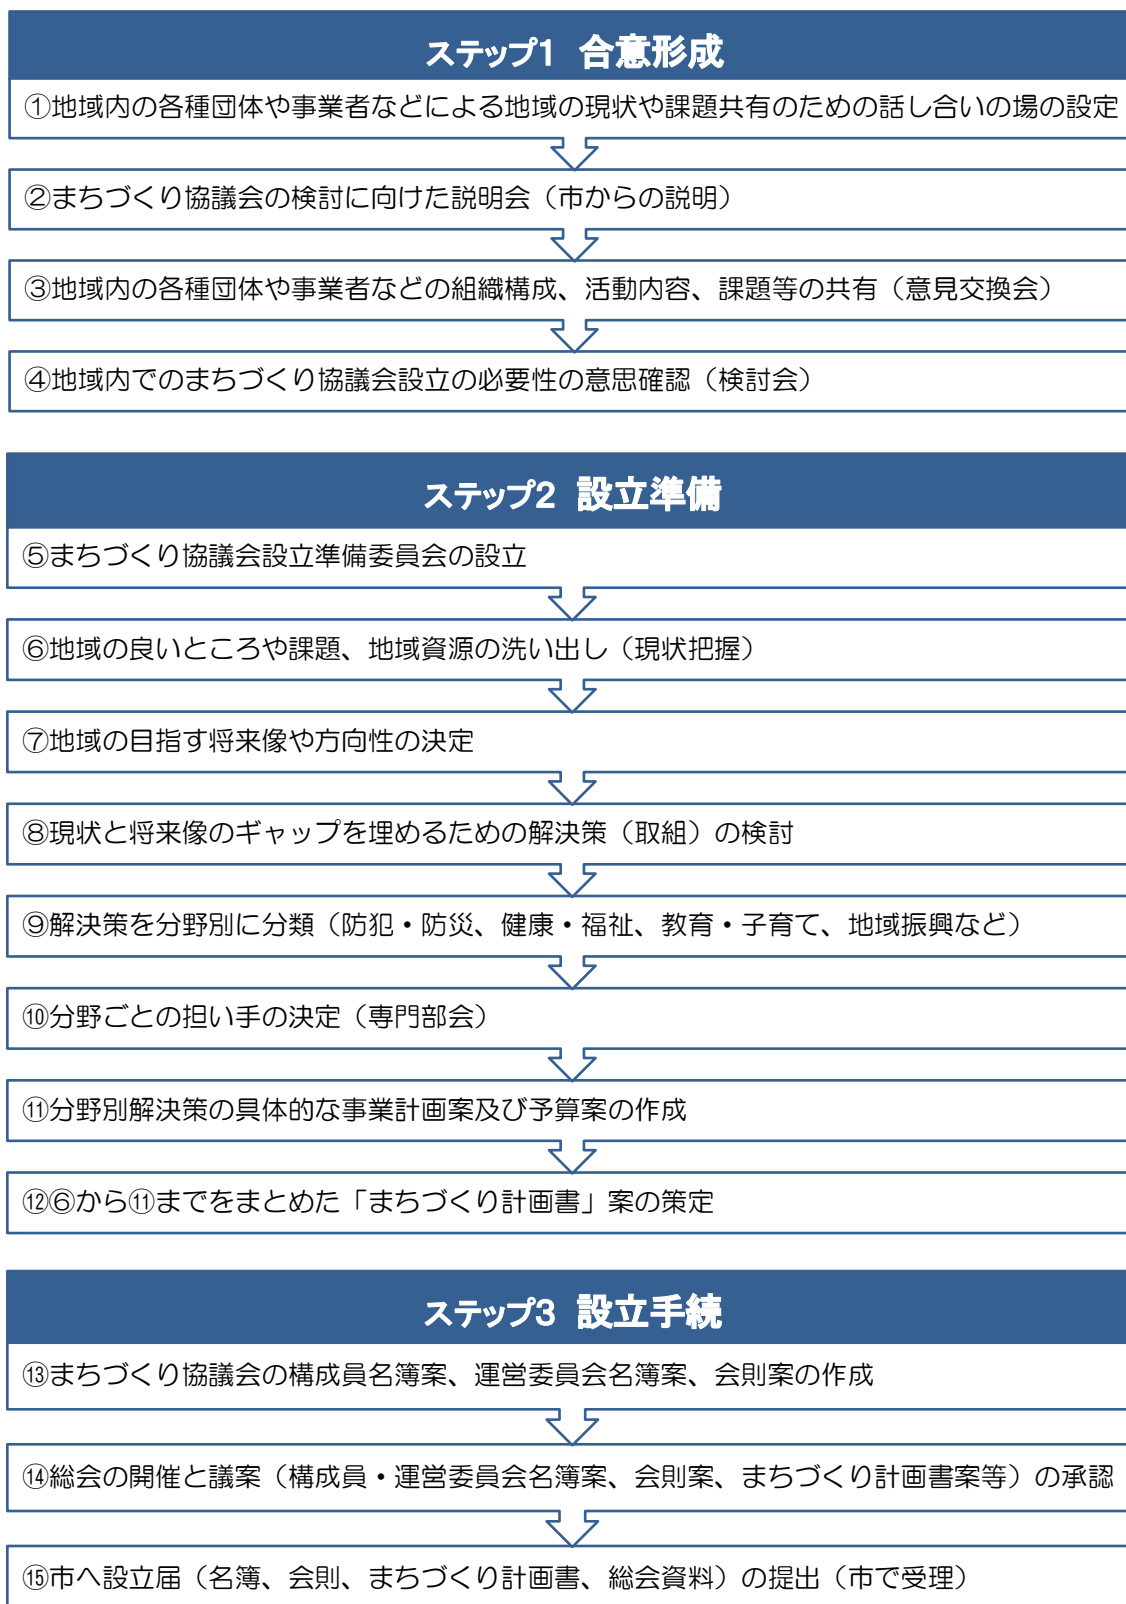 ステップ1 合意形成
①地域内の各種団体や事業者などによる地域の現状や課題共有のための話し合いの場の設定
②まちづくり協議会の検討に向けた説明会（市からの説明）
③地域内の各種団体や事業者などの組織構成、活動内容、課題等の共有（意見交換会）
④地域内でのまちづくり協議会設立の必要性の意思確認（検討会）
ステップ2 設立準備
⑤まちづくり協議会設立準備委員会の設立
⑥地域の良いところや課題、地域資源の洗い出し（現状把握）
⑦地域の目指す将来像や方向性の決定
⑧現状と将来像のギャップを埋めるための解決策（取組）の検討
⑨解決策を分野別に分類（防犯・防災、健康・福祉、教育・子育て、地域振興など）
⑩分野ごとの担い手の決定（専門部会）
⑪分野別解決策の具体的な事業計画案及び予算案の作成
⑫⑥から⑪までをまとめた「まちづくり計画書」案の策定
ステップ3 設立手続
⑬まちづくり協議会の構成員名簿案、運営委員会名簿案、会則案の作成
⑭総会の開催と議案（構成員・運営委員会名簿案、会則案、まちづくり計画書案等）の承認
⑮市へ設立届（名簿、会則、まちづくり計画書、総会資料）の提出（市で受理）